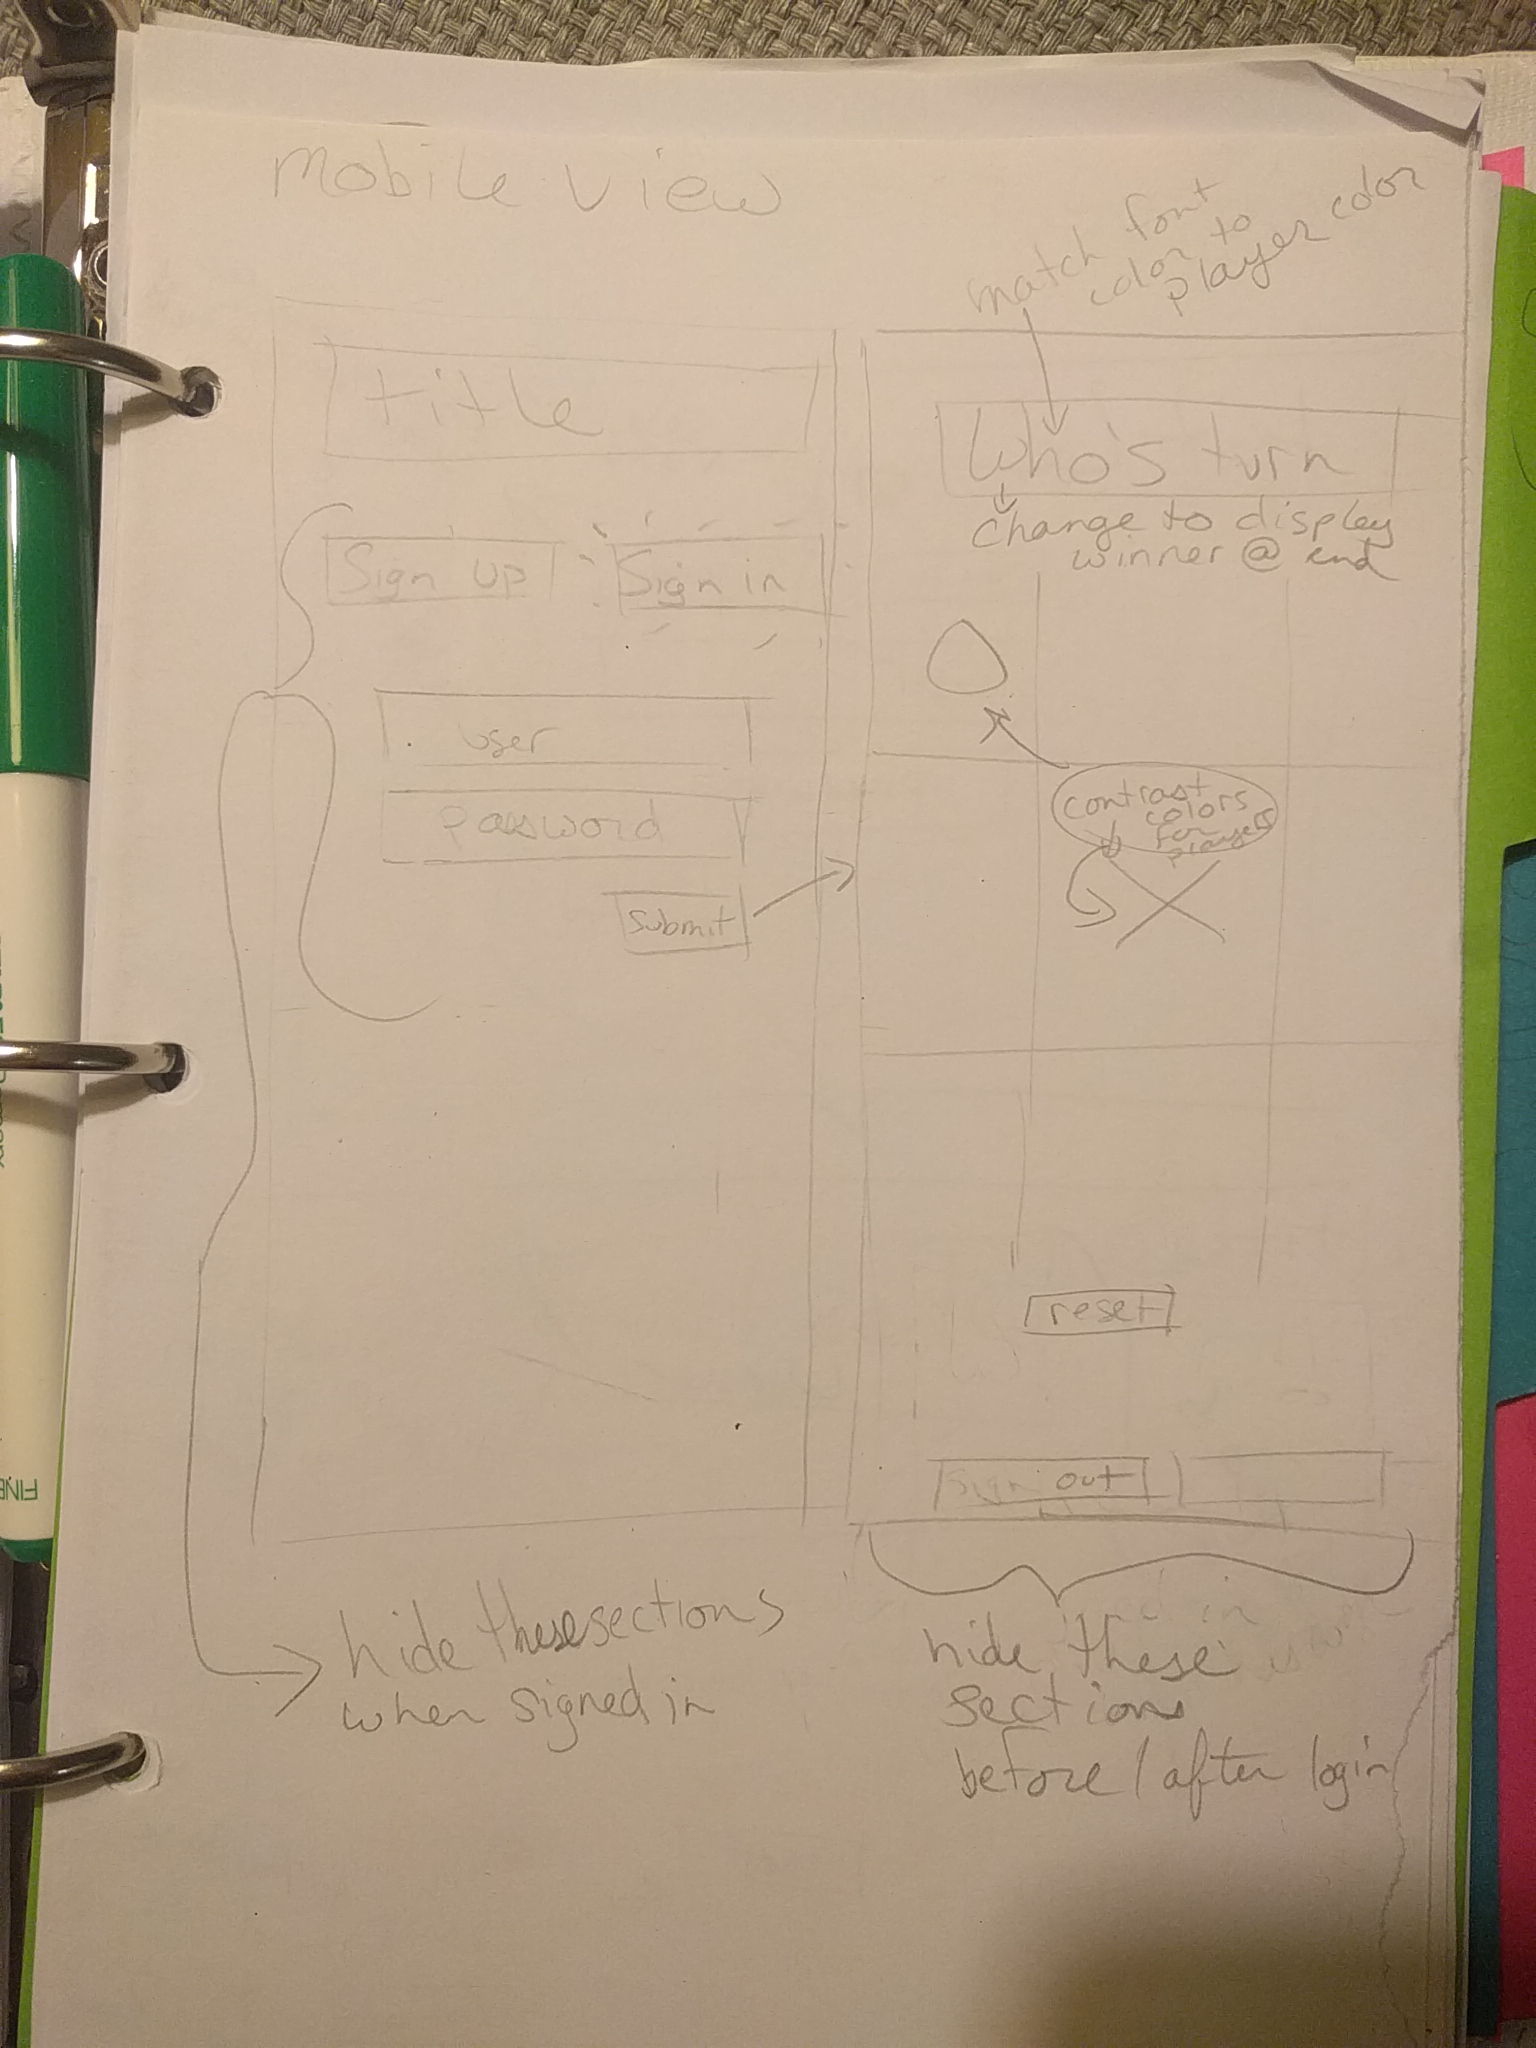 mobile view
match font
color to
player color
title
Sign up
Sign in
user
password
submit
Who's turn
change to display
winner @ end
contrast
colors
for
players
reset
sign out
hide these sections
when signed in
hide these
sections
before / after login
FINE